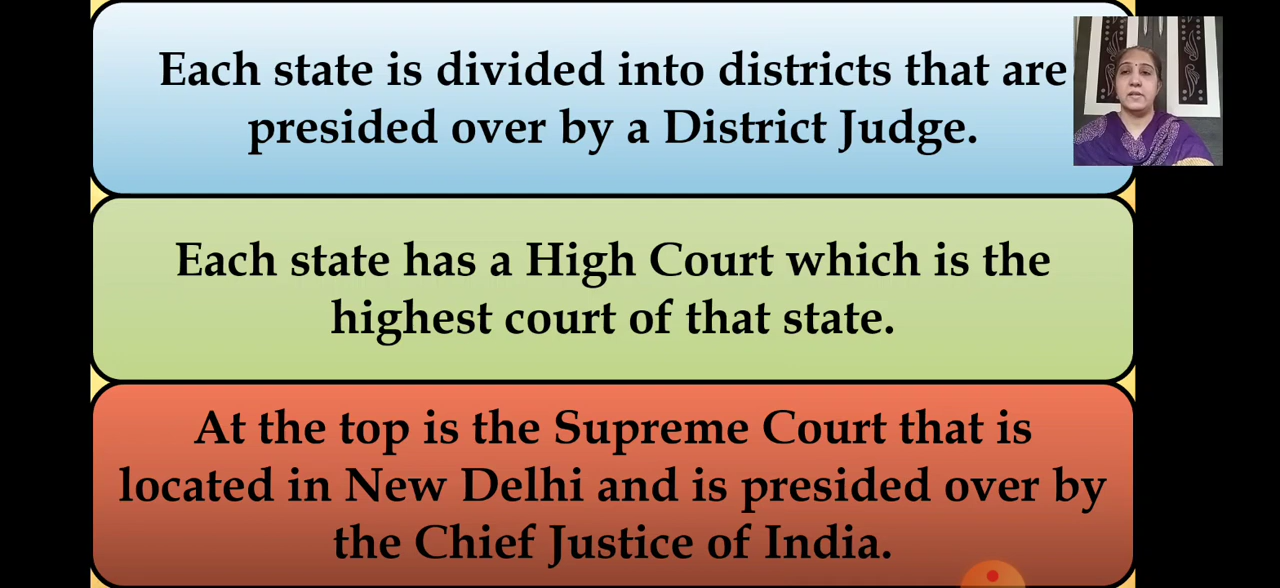 Each state is divided into districts that are
presided over by a District Judge.
Each state has a High Court which is the
highest court of that state.
At the top is the Supreme Court that is
located in New Delhi and is presided over by
the Chief Justice of India.